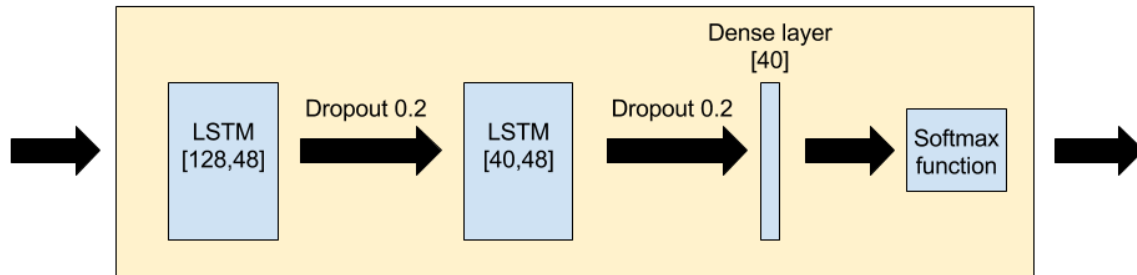 Dense layer
[40]
Dropout 0.2
Dropout 0.2
LSTM
[128,48]
LSTM
[40,48]
Softmax
function